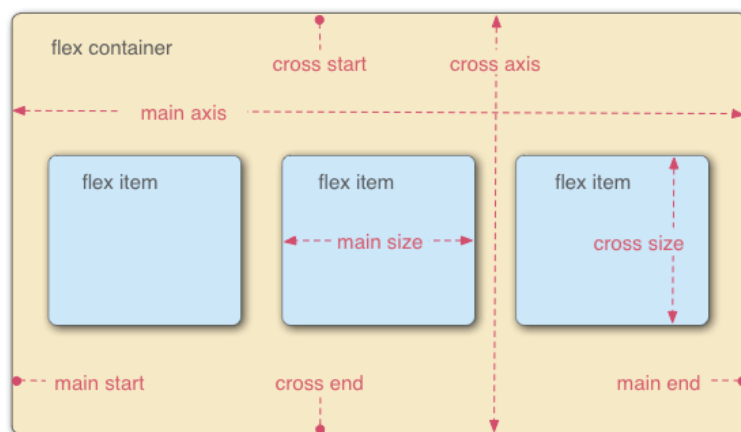 flex container
cross start
cross axis
main axis
flex item
flex item
flex item
main size
cross size
main start
cross end
main end